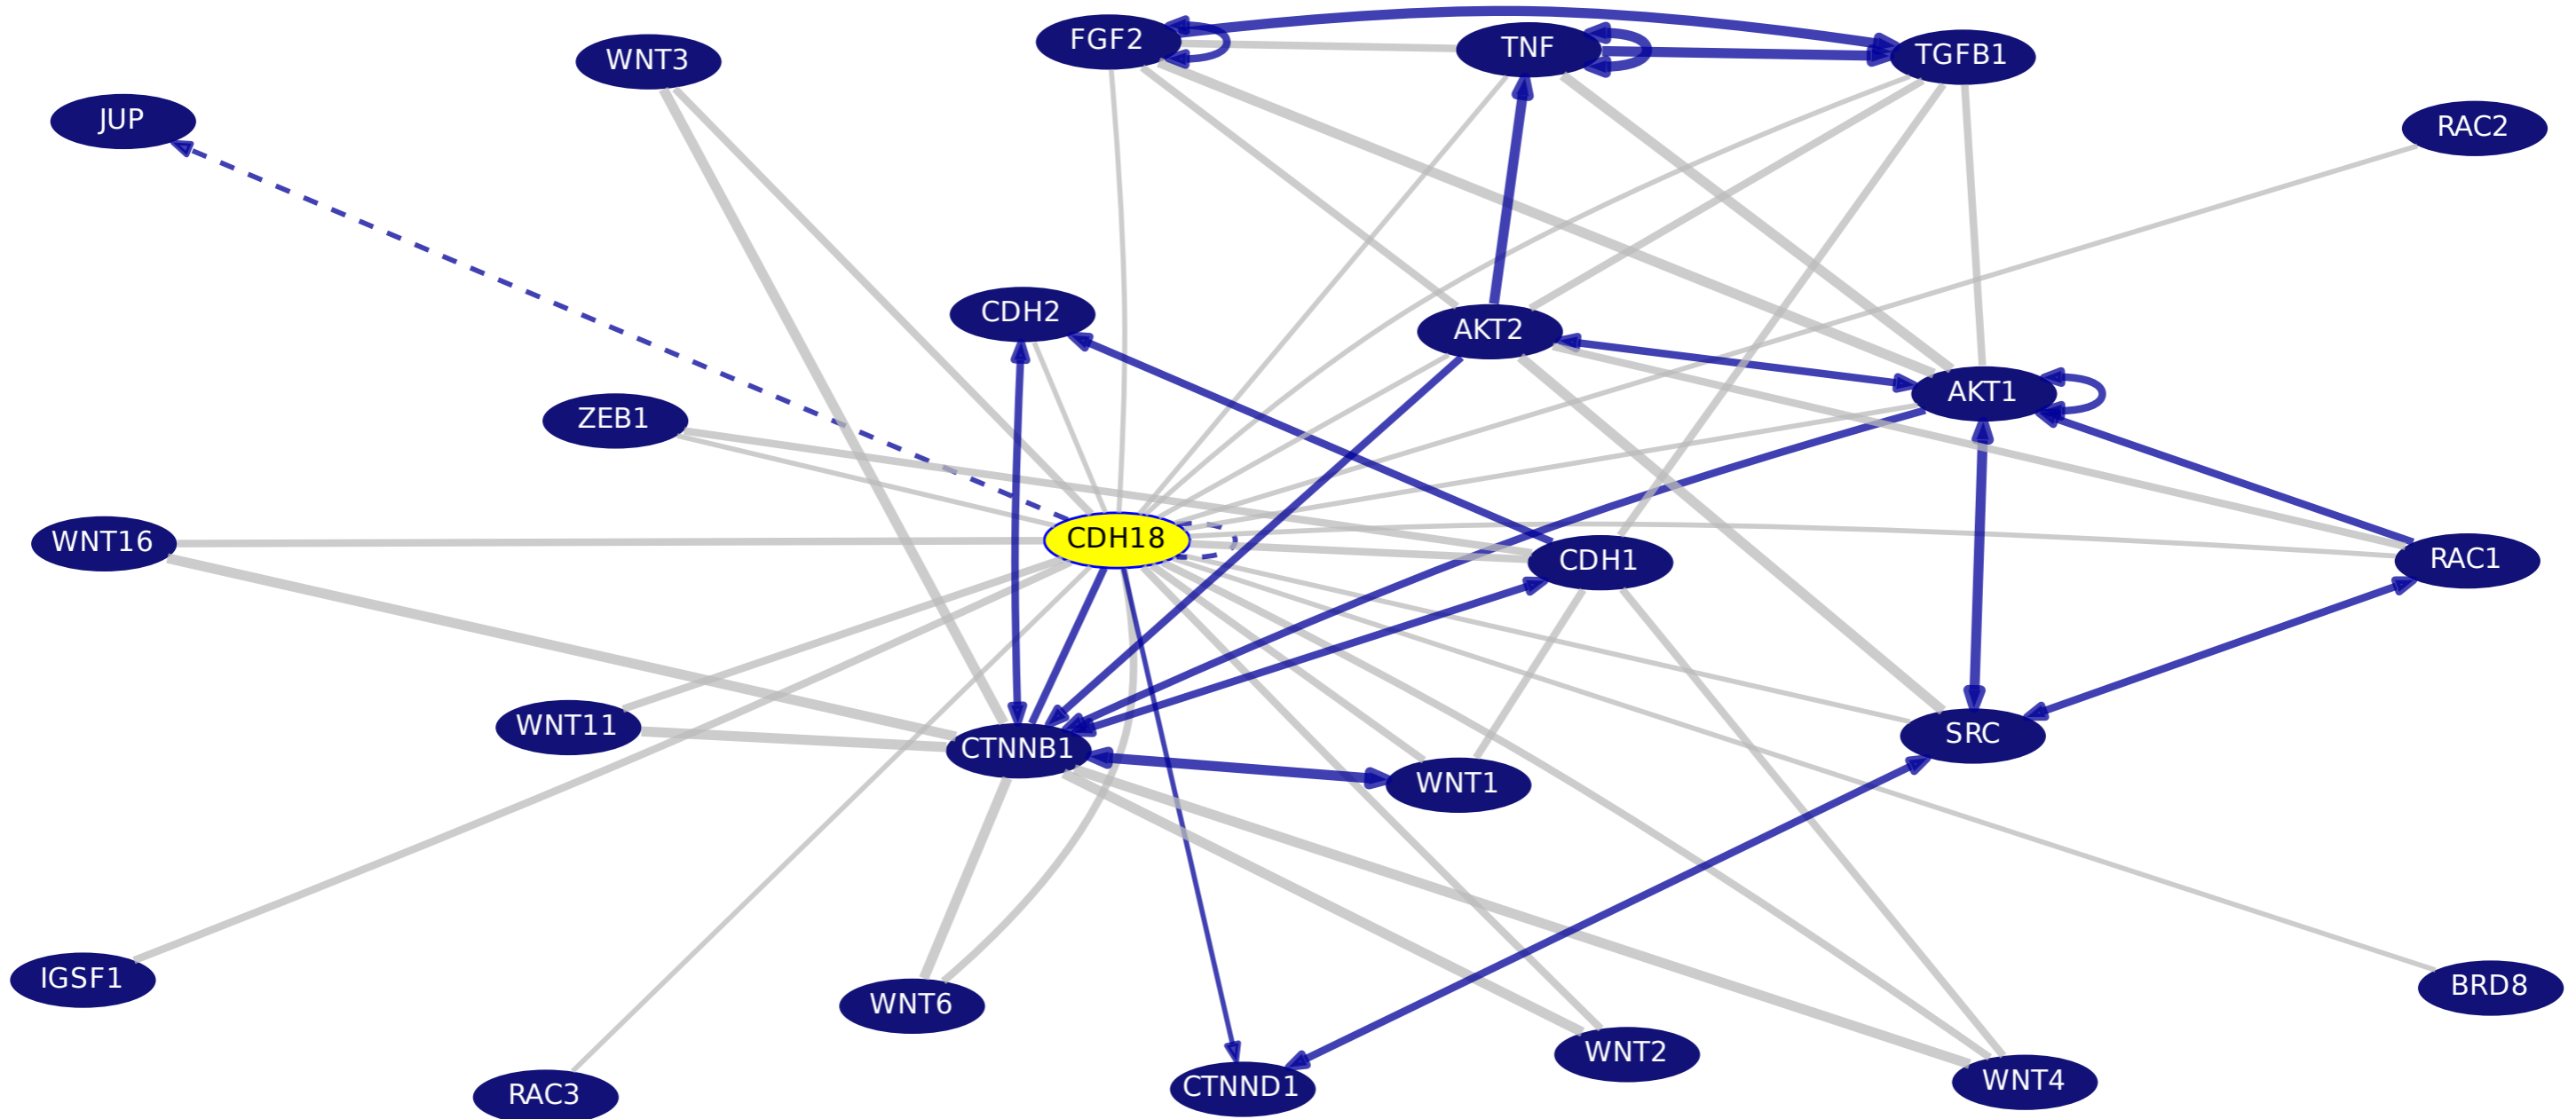 FGF2
TNF
TGFB1
WNT3
JUP
RAC2
CDH2
AKT2
AKT1
ZEB1
WNT16
CDH18
CDH1
RAC1
WNT11
CTNNB1
SRC
WNT1
IGSF1
WNT6
BRD8
WNT2
RAC3
CTNND1
WNT4